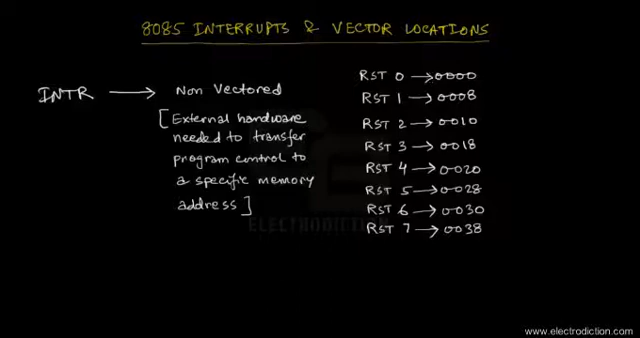 8085 INTERRUPTS & VECTOR LOCATIONS
INTR → Non Vectored
[External hardware
needed to transfer
program control to
a specific memory
address]
RST 0 → 0000
RST 1 → 0008
RST 2 → 0010
RST 3 → 0018
RST 4 → 0020
RST 5 → 0028
RST 6 → 0030
RST 7 → 0038
ELECTRODICTION
www.electrodiction.com